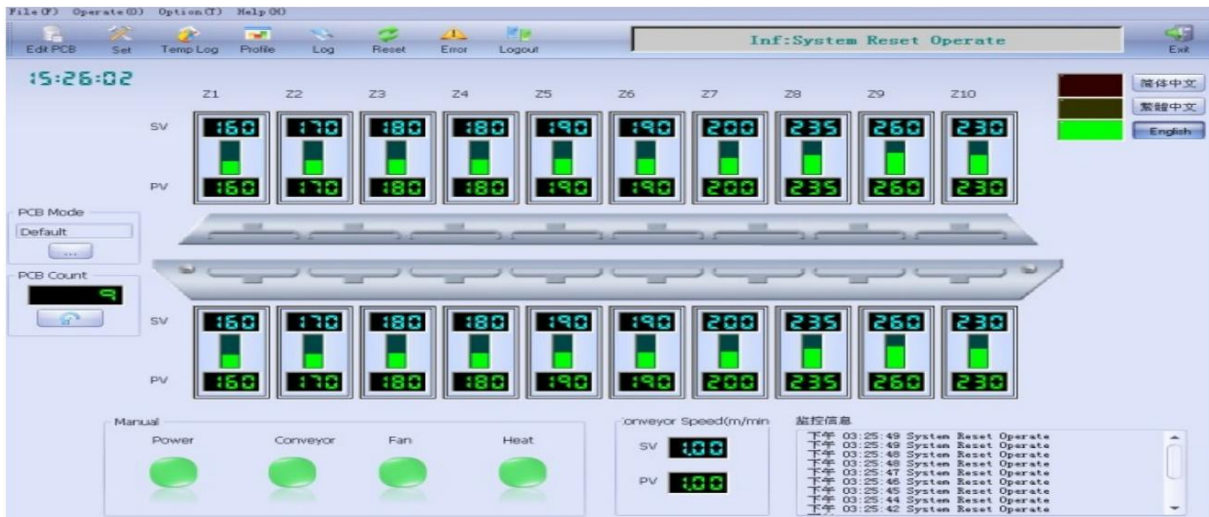 File(F) Operate(O) Option(T) Help(H)
Edit PCB Set Temp Log Profile Log Reset Error Logout Inf:System Reset Operate Exit
15:26:02
简体中文
繁體中文
English
Z1 Z2 Z3 Z4 Z5 Z6 Z7 Z8 Z9 Z10
SV 160 170 180 180 190 190 200 235 260 230
PV 160 170 180 180 190 190 200 235 260 230
PCB Mode
Default
...
PCB Count
9
SV 160 170 180 180 190 190 200 235 260 230
PV 160 170 180 180 190 190 200 235 260 230
Manual
Power Conveyor Fan Heat
onveyor Speed(m/min
SV 1.00
PV 1.00
监控信息
下午 03:25:49 System Reset Operate
下午 03:25:49 System Reset Operate
下午 03:25:48 System Reset Operate
下午 03:25:48 System Reset Operate
下午 03:25:47 System Reset Operate
下午 03:25:46 System Reset Operate
下午 03:25:45 System Reset Operate
下午 03:25:44 System Reset Operate
下午 03:25:42 System Reset Operate